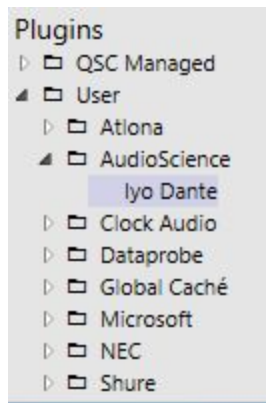 Plugins
QSC Managed
User
Atlona
AudioScience
Iyo Dante
Clock Audio
Dataprobe
Global Caché
Microsoft
NEC
Shure